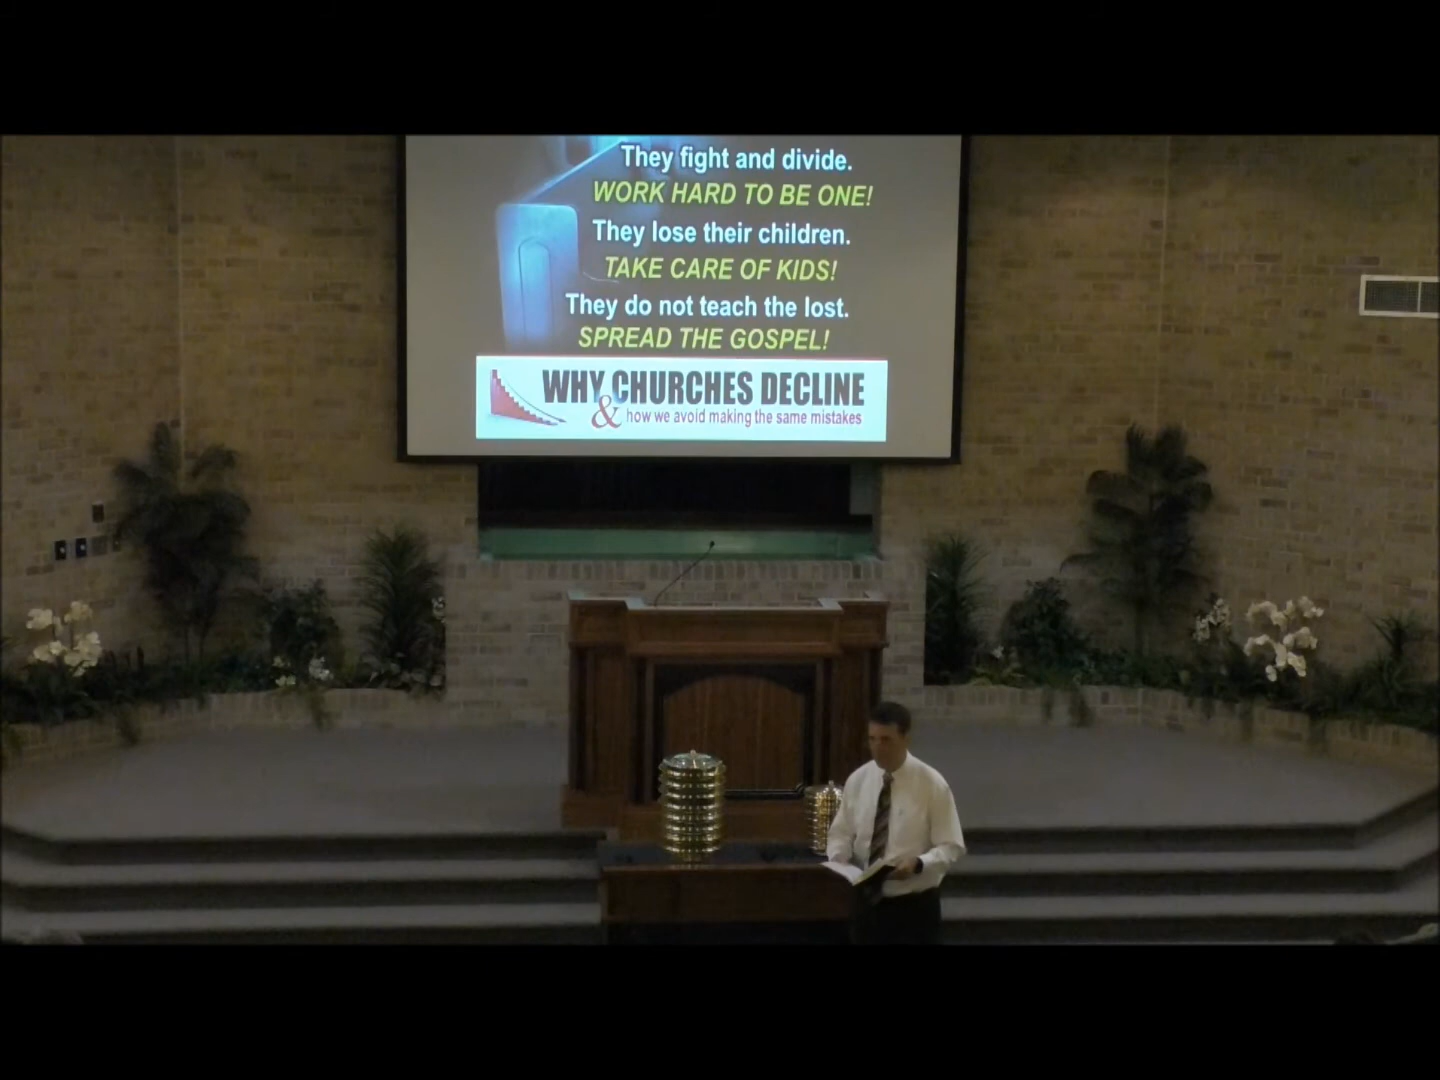 They fight and divide.
WORK HARD TO BE ONE!
They lose their children.
TAKE CARE OF KIDS!
They do not teach the lost.
SPREAD THE GOSPEL!
WHY CHURCHES DECLINE
& how we avoid making the same mistakes